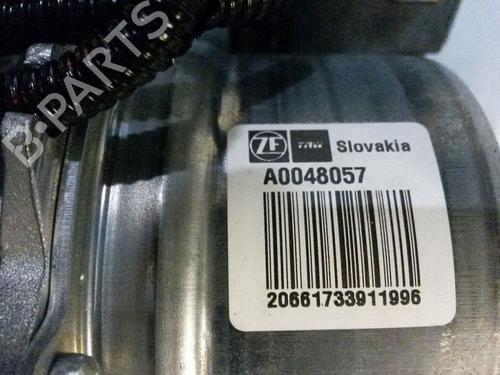 B-PARTS
ZF TRW Slovakia
A0048057
20661733911996